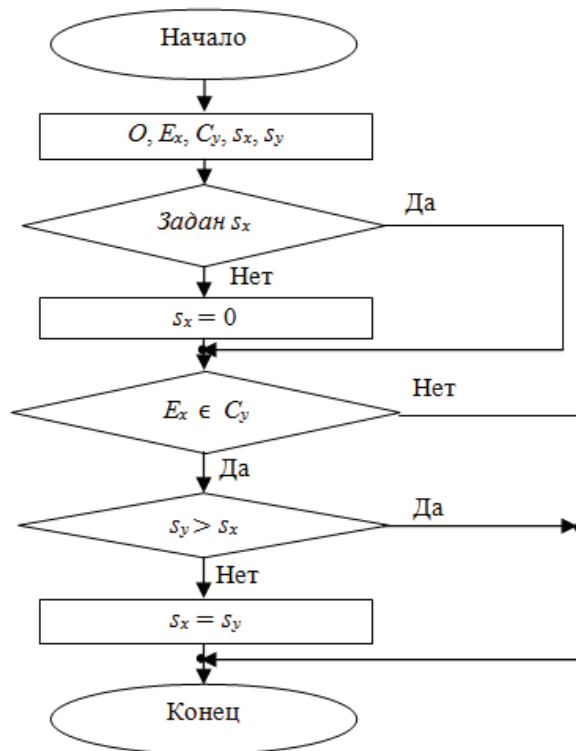 Начало
O, Eₓ, Cᵧ, sₓ, sᵧ
Задан sₓ
Да
Нет
sₓ = 0
Eₓ ϵ Cᵧ
Нет
Да
sᵧ > sₓ
Да
Нет
sₓ = sᵧ
Конец